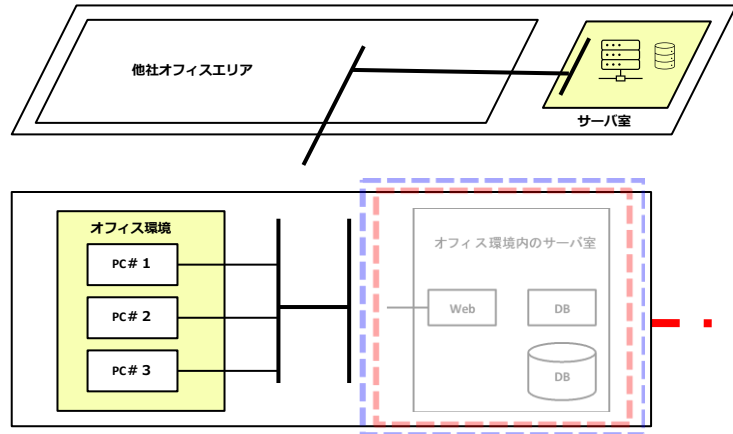 他社オフィスエリア
サーバ室
オフィス環境
PC#１
PC#２
PC#３
オフィス環境内のサーバ室
Web
DB
DB